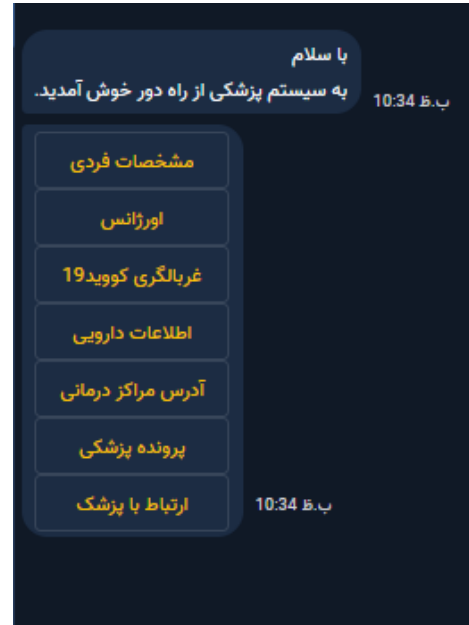 با سلام
به سیستم پزشکی از راه دور خوش آمدید.
10:34 ب.ظ
مشخصات فردی
اورژانس
غربالگری کووید19
اطلاعات دارویی
آدرس مراکز درمانی
پرونده پزشکی
ارتباط با پزشک
10:34 ب.ظ